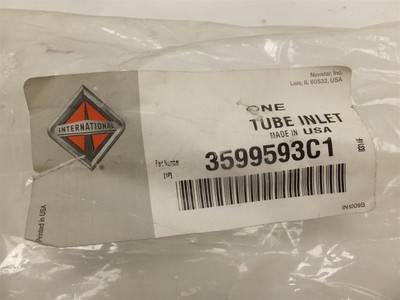 Navistar, Inc.
Lisle, IL 60532, USA
ONE
TUBE INLET
MADE IN USA
INTERNATIONAL
®
Part Number
3599593C1
[1P]
Printed in USA